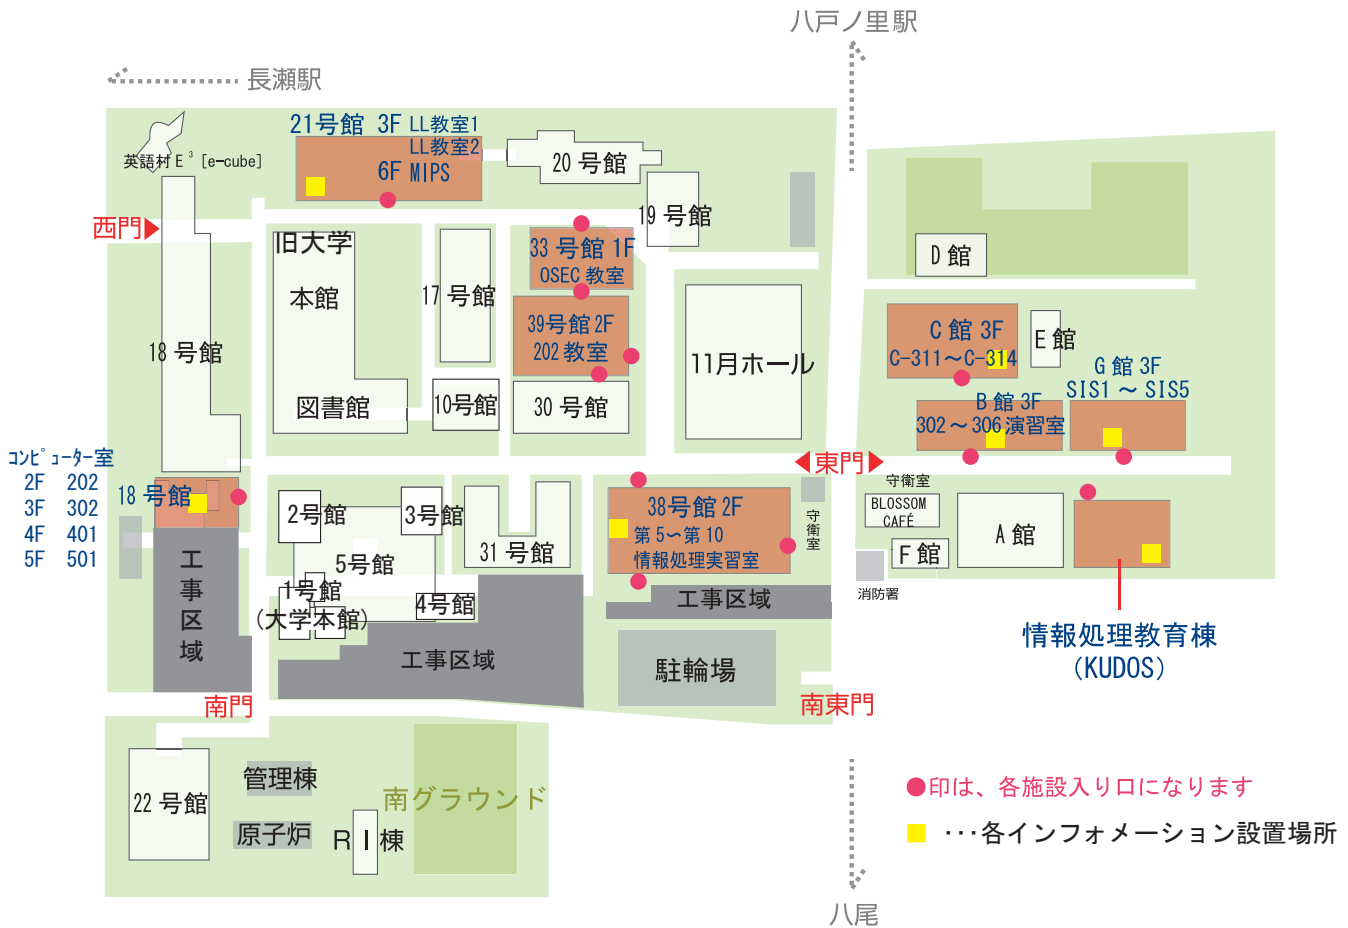 八戸ノ里駅
長瀬駅
21号館 3F LL教室1
LL教室2
6F MIPS
英語村E³ [e-cube]
20 号館
19 号館
西門
旧大学
本館
17 号館
33 号館 1F
OSEC 教室
39号館 2F
202 教室
18 号館
図書館
10号館
30 号館
11月ホール
D 館
C 館 3F
C-311～C-314
E 館
G 館 3F
SIS1 ～ SIS5
B 館 3F
302 ～ 306 演習室
東門
コンピューター室
2F 202
3F 302
4F 401
5F 501
18 号館
2号館
3号館
31 号館
5号館
1号館
(大学本館)
4号館
38号館 2F
第 5～第 10
情報処理実習室
守衛室
守衛室
BLOSSOM
CAFÉ
F 館
A 館
消防署
工事区域
工事区域
工事区域
駐輪場
情報処理教育棟
(KUDOS)
南門
南東門
22 号館
管理棟
原子炉
R I 棟
南グラウンド
印は、各施設入り口になります
･･･各インフォメーション設置場所
八尾